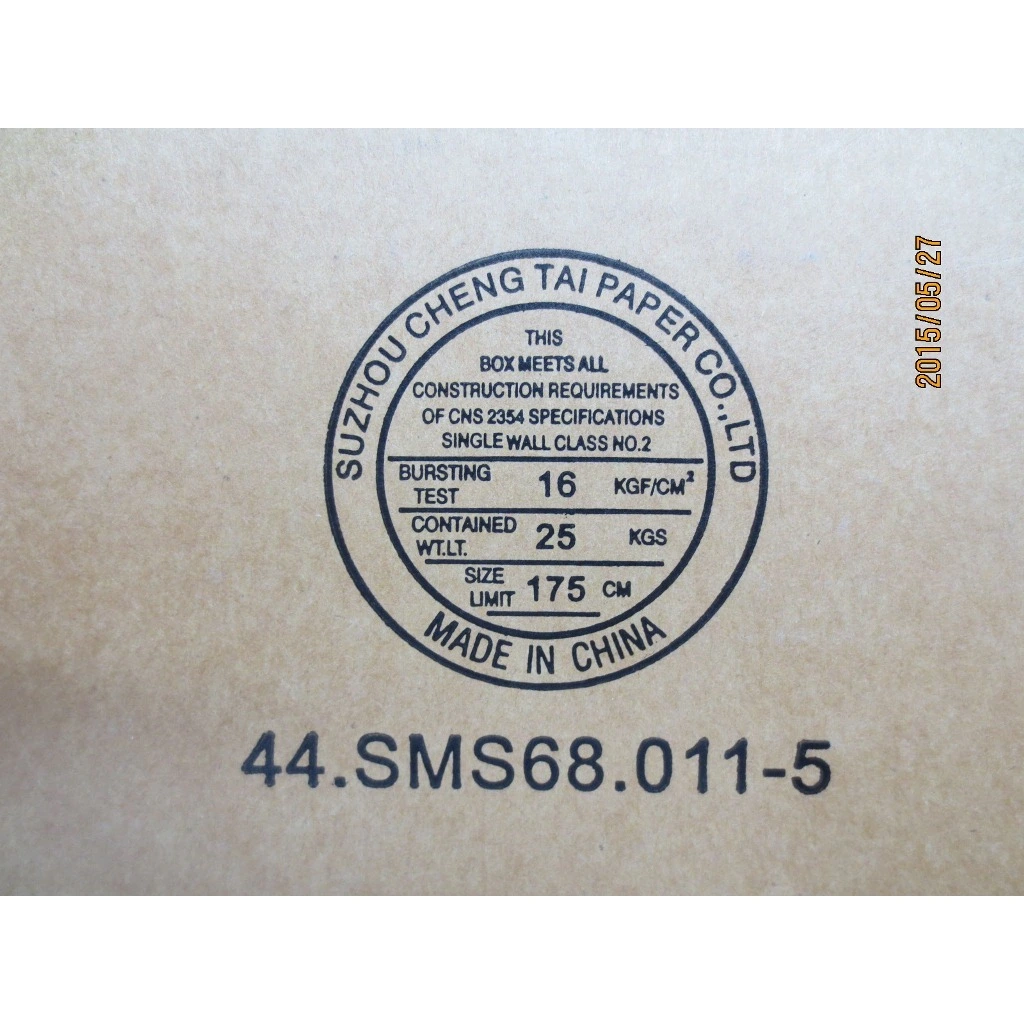 SUZHOU CHENG TAI PAPER CO.,LTD
THIS
BOX MEETS ALL
CONSTRUCTION REQUIREMENTS
OF CNS 2354 SPECIFICATIONS
SINGLE WALL CLASS NO.2
BURSTING TEST 16 KGF/CM²
CONTAINED WT.LT. 25 KGS
SIZE LIMIT 175 CM
MADE IN CHINA
44.SMS68.011-5
2015/05/27